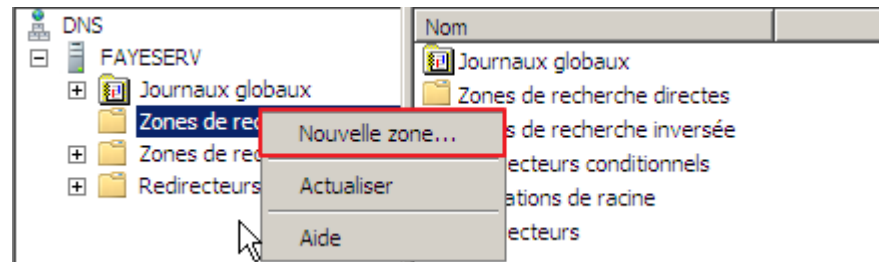 DNS
FAYESERV
Journaux globaux
Zones de rec
Zones de rec
Redirecteurs
Nouvelle zone...
Actualiser
Aide
Nom
Journaux globaux
Zones de recherche directes
s de recherche inversée
ecteurs conditionnels
ations de racine
ecteurs